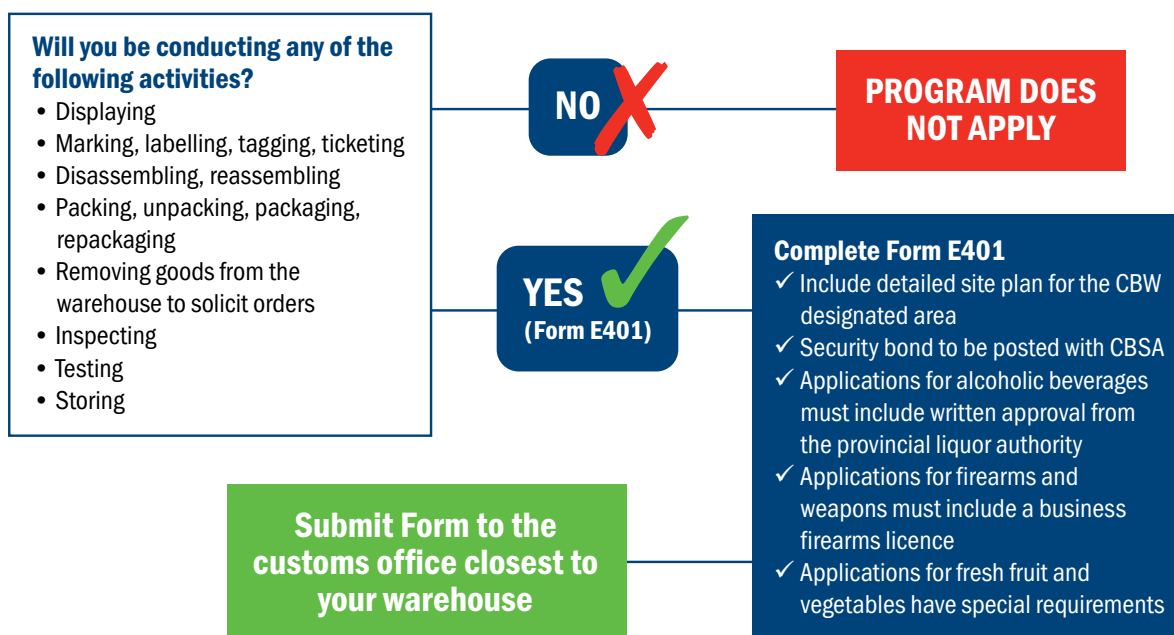 Will you be conducting any of the
following activities?
• Displaying
• Marking, labelling, tagging, ticketing
• Disassembling, reassembling
• Packing, unpacking, packaging,
repackaging
• Removing goods from the
warehouse to solicit orders
• Inspecting
• Testing
• Storing
NO
PROGRAM DOES
NOT APPLY
YES
(Form E401)
Complete Form E401
✓ Include detailed site plan for the CBW
designated area
✓ Security bond to be posted with CBSA
✓ Applications for alcoholic beverages
must include written approval from
the provincial liquor authority
✓ Applications for firearms and
weapons must include a business
firearms licence
✓ Applications for fresh fruit and
vegetables have special requirements
Submit Form to the
customs office closest to
your warehouse